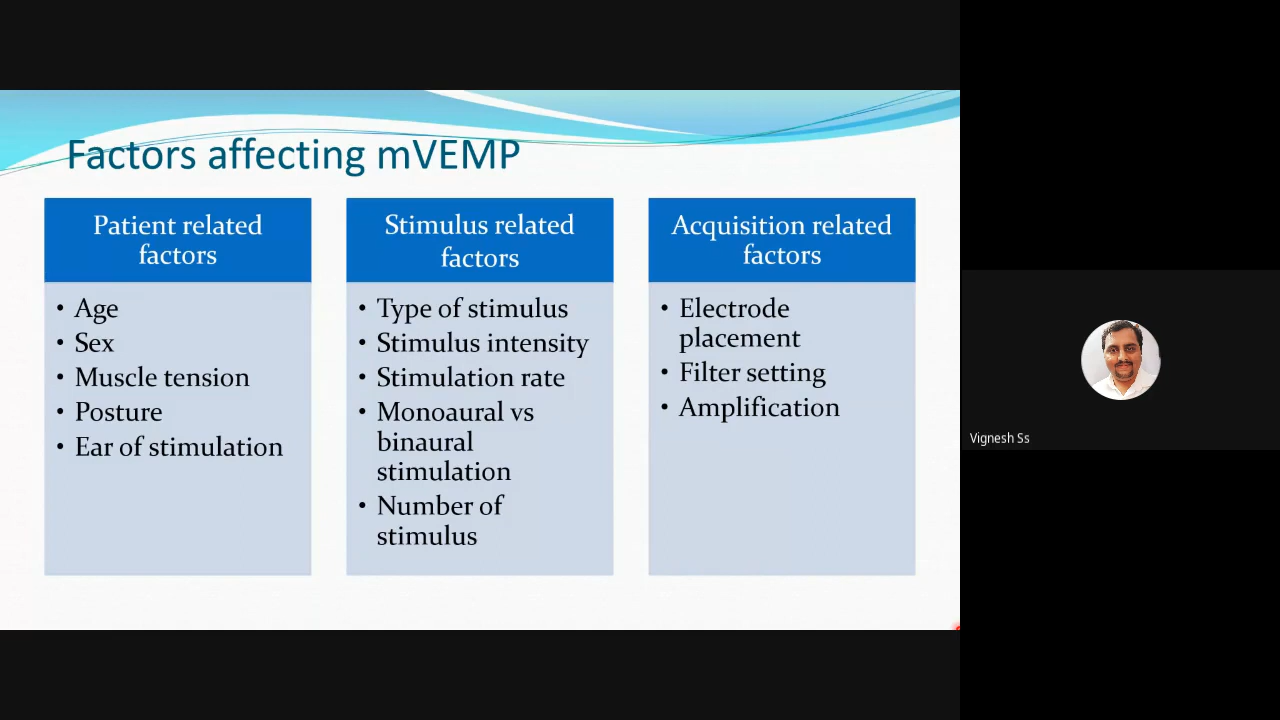 Factors affecting mVEMP
Patient related
factors
• Age
• Sex
• Muscle tension
• Posture
• Ear of stimulation
Stimulus related
factors
• Type of stimulus
• Stimulus intensity
• Stimulation rate
• Monoaural vs
binaural
stimulation
• Number of
stimulus
Acquisition related
factors
• Electrode
placement
• Filter setting
• Amplification
Vignesh Ss